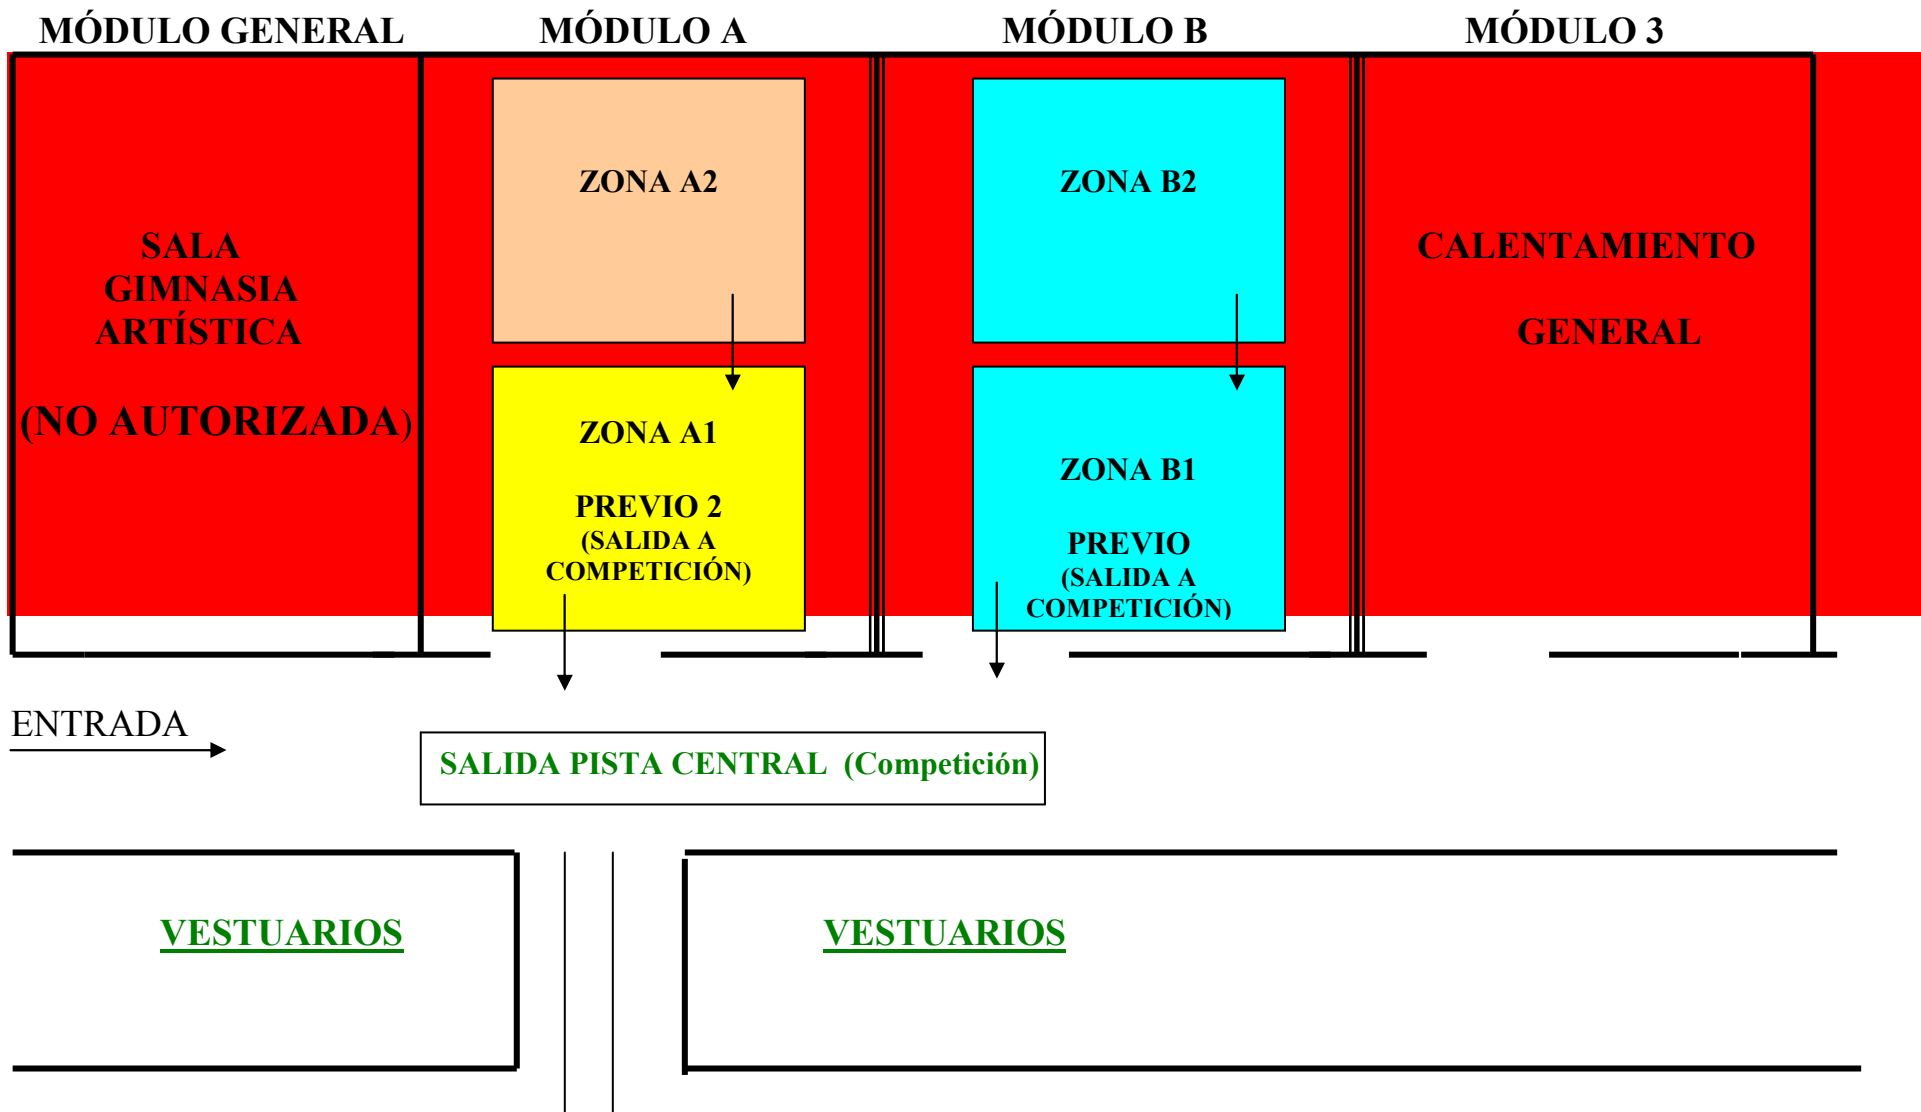 MÓDULO GENERAL
MÓDULO A
MÓDULO B
MÓDULO 3
SALA
GIMNASIA
ARTÍSTICA
(NO AUTORIZADA)
ZONA A2
ZONA A1
PREVIO 2
(SALIDA A
COMPETICIÓN)
ZONA B2
ZONA B1
PREVIO
(SALIDA A
COMPETICIÓN)
CALENTAMIENTO
GENERAL
ENTRADA
SALIDA PISTA CENTRAL (Competición)
VESTUARIOS
VESTUARIOS